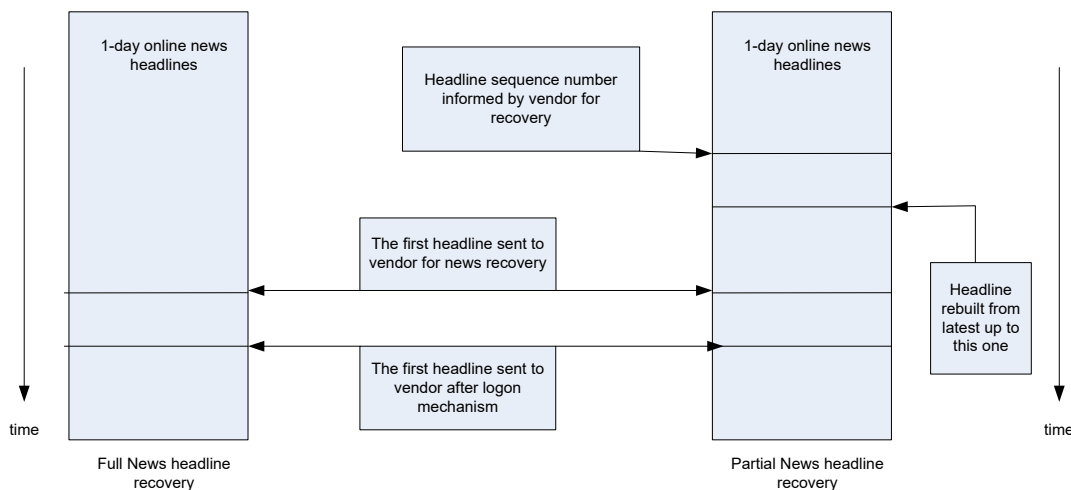 1-day online news
headlines
Headline sequence number
informed by vendor for
recovery
1-day online news
headlines
The first headline sent to
vendor for news recovery
Headline
rebuilt from
latest up to
this one
The first headline sent to
vendor after logon
mechanism
time
time
Full News headline
recovery
Partial News headline
recovery